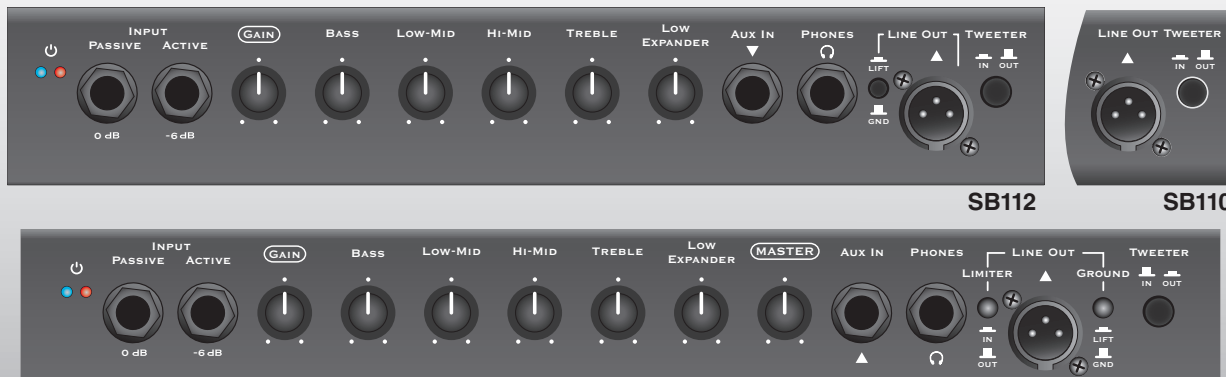 INPUT
PASSIVE ACTIVE GAIN BASS LOW-MID HI-MID TREBLE LOW EXPANDER AUX IN PHONES LINE OUT TWEETER
LIFT IN OUT
GND
0 dB -6 dB
SB112
LINE OUT TWEETER
IN OUT
SB110
INPUT
PASSIVE ACTIVE GAIN BASS LOW-MID HI-MID TREBLE LOW EXPANDER MASTER AUX IN PHONES LINE OUT TWEETER
LIMITER GROUND IN OUT
IN LIFT
OUT GND
0 dB -6 dB